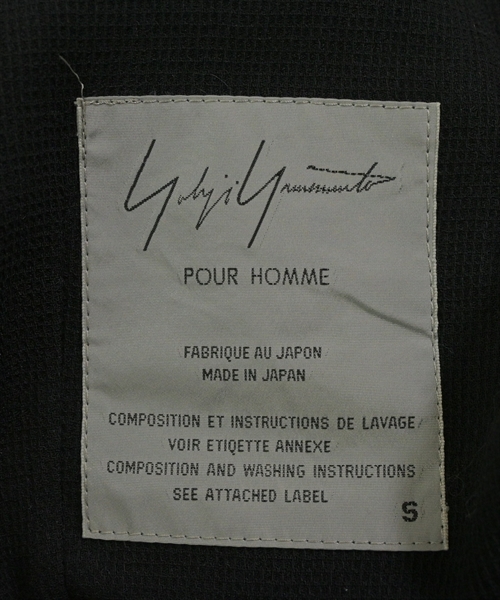 Yohji Yamamoto
POUR HOMME
FABRIQUE AU JAPON
MADE IN JAPAN
COMPOSITION ET INSTRUCTIONS DE LAVAGE/
VOIR ETIQETTE ANNEXE
COMPOSITION AND WASHING INSTRUCTIONS
SEE ATTACHED LABEL
S